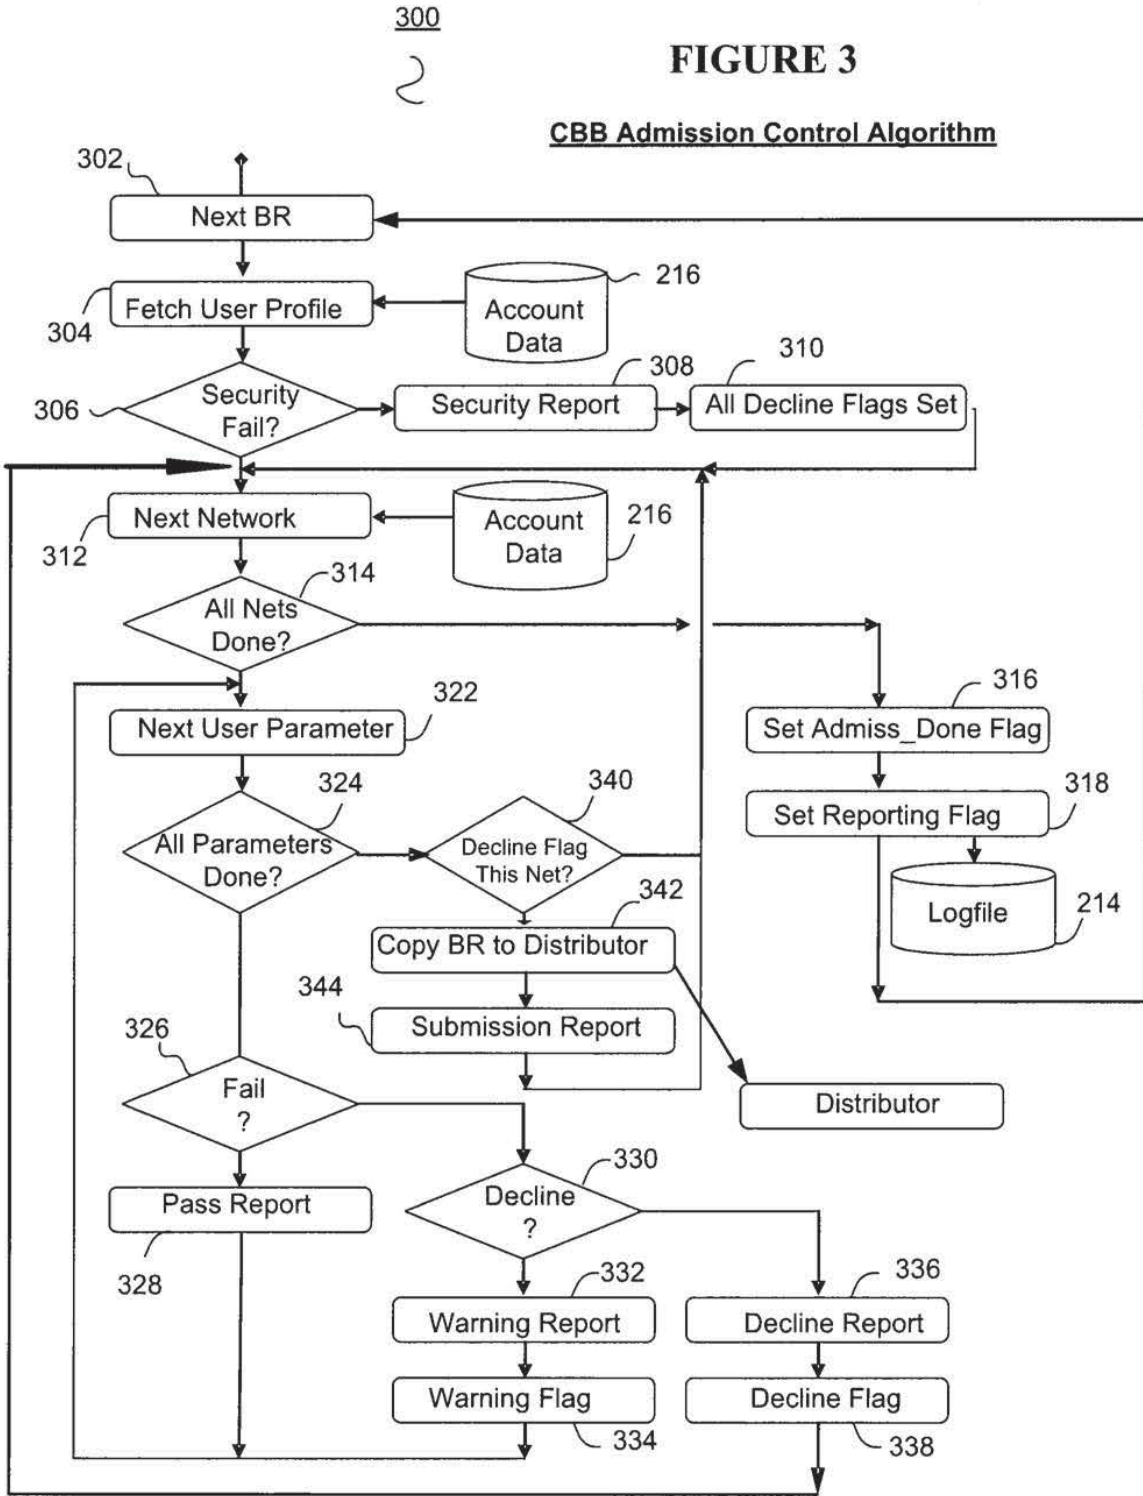 300
FIGURE 3
CBB Admission Control Algorithm
302
Next BR
304
Fetch User Profile
216
Account
Data
306
Security
Fail?
308
Security Report
310
All Decline Flags Set
312
Next Network
216
Account
Data
314
All Nets
Done?
316
Set Admiss_Done Flag
318
Set Reporting Flag
Logfile
214
322
Next User Parameter
324
All Parameters
Done?
340
Decline Flag
This Net?
342
Copy BR to Distributor
344
Submission Report
Distributor
326
Fail
?
328
Pass Report
330
Decline
?
332
Warning Report
Warning Flag
334
336
Decline Report
Decline Flag
338